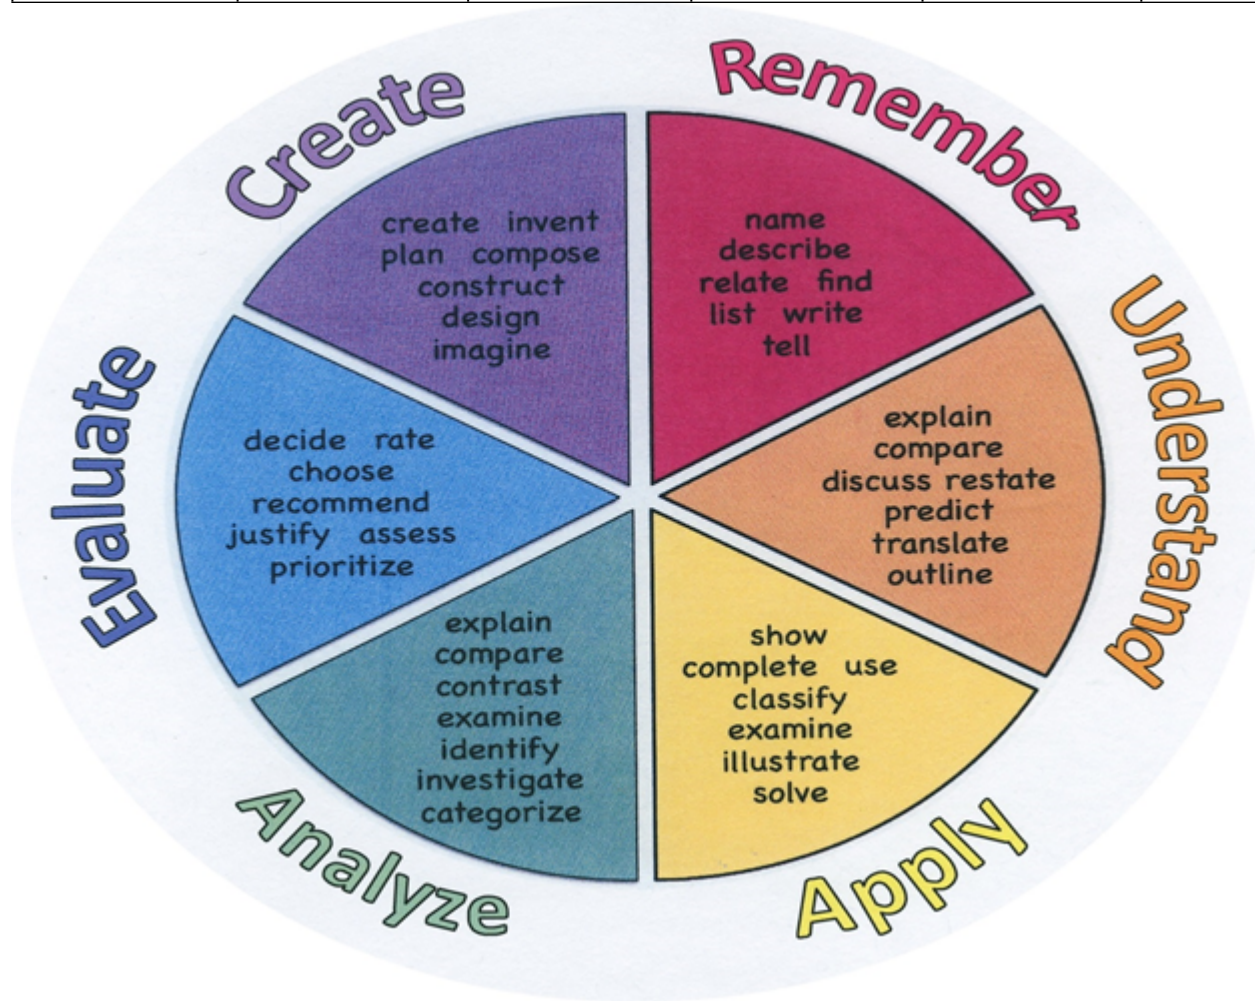 Remember
name
describe
relate find
list write
tell
Understand
explain
compare
discuss restate
predict
translate
outline
Apply
show
complete use
classify
examine
illustrate
solve
Analyze
explain
compare
contrast
examine
identify
investigate
categorize
Evaluate
decide rate
choose
recommend
justify assess
prioritize
Create
create invent
plan compose
construct
design
imagine